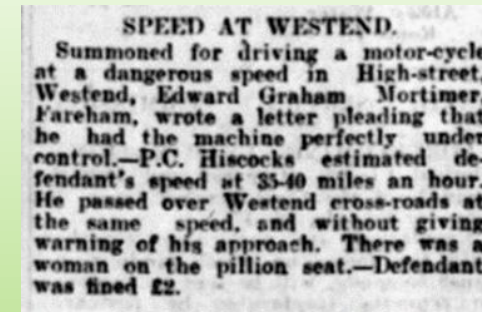 SPEED AT WESTEND.
Summoned for driving a motor-cycle
at a dangerous speed in High-street,
Westend, Edward Graham Mortimer,
Fareham, wrote a letter pleading that
he had the machine perfectly under
control.—P.C. Hiscocks estimated de-
fendant's speed at 35-40 miles an hour.
He passed over Westend cross-roads at
the same speed, and without giving
warning of his approach. There was a
woman on the pillion seat.—Defendant
was fined £2.